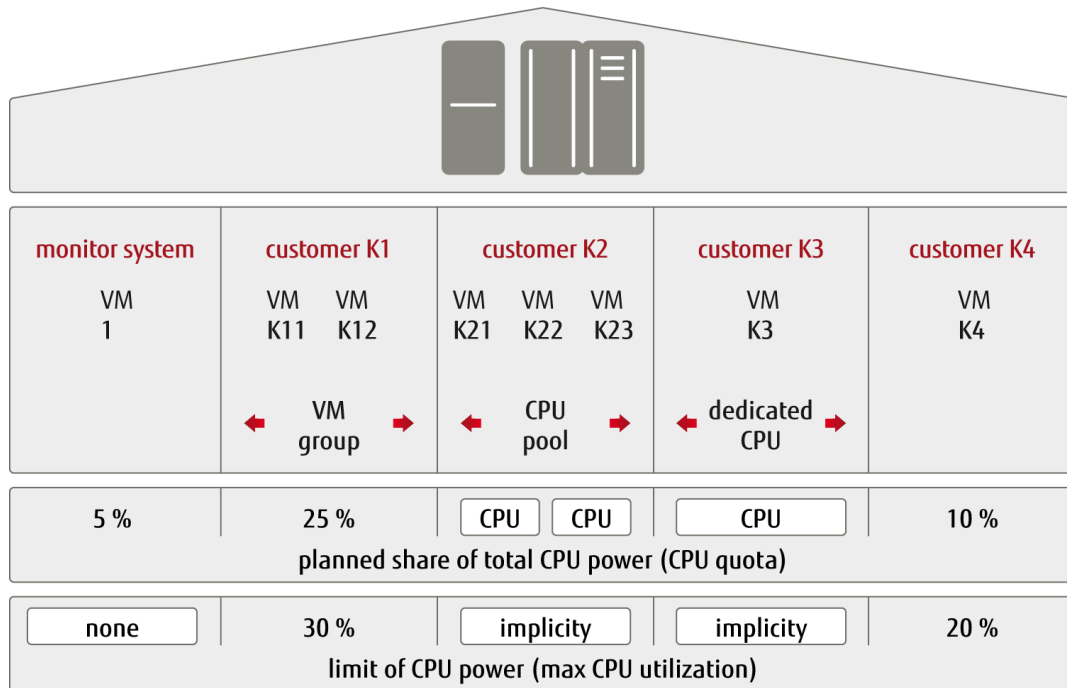 monitor system customer K1 customer K2 customer K3 customer K4
VM VM VM VM VM VM VM VM
1 K11 K12 K21 K22 K23 K3 K4
VM CPU dedicated
group pool CPU
5 % 25 % CPU CPU CPU 10 %
planned share of total CPU power (CPU quota)
none 30 % implicity implicity 20 %
limit of CPU power (max CPU utilization)